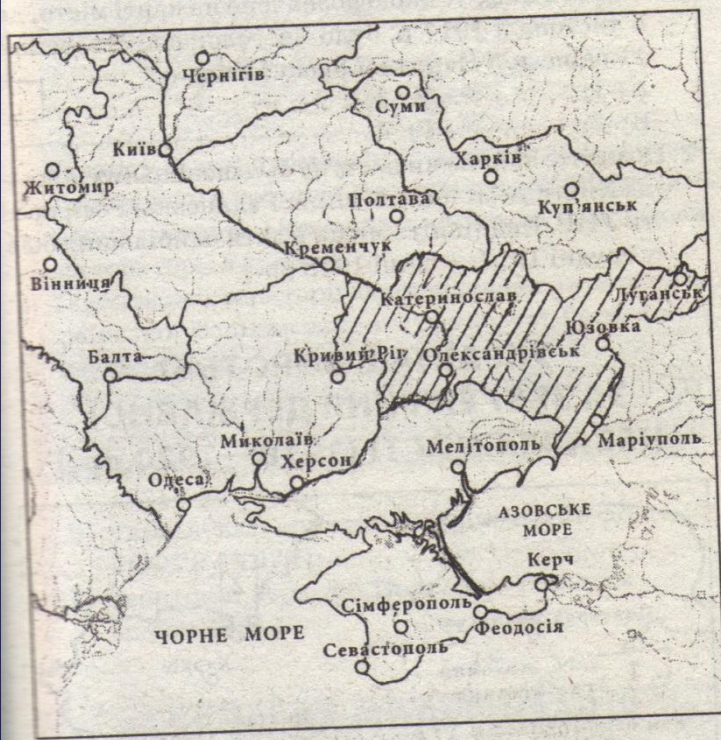 Чернігів
Суми
Київ
Харків
Житомир
Полтава
Куп'янськ
Кременчук
Вінниця
Катеринослав
Луганськ
Юзовка
Балта
Кривий Ріг
Олександрівськ
Маріуполь
Миколаїв
Мелітополь
Херсон
Одеса
АЗОВСЬКЕ
МОРЕ
Керч
Сімферополь
ЧОРНЕ МОРЕ
Феодосія
Севастополь